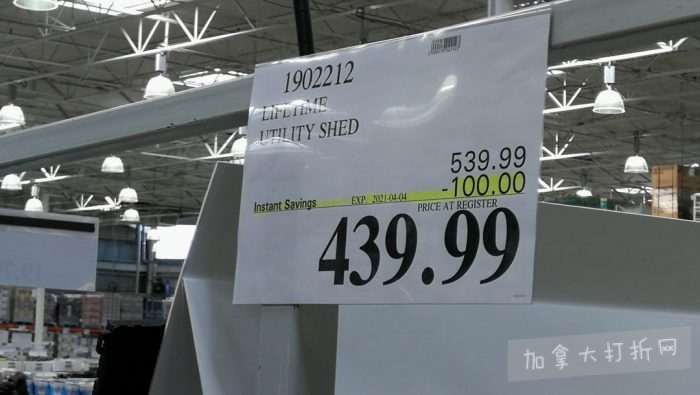 1902212
LIFETIME
UTILITY SHED
539.99
Instant Savings EXP. 2021-04-04 -100.00
PRICE AT REGISTER
439.99
加拿大打折网